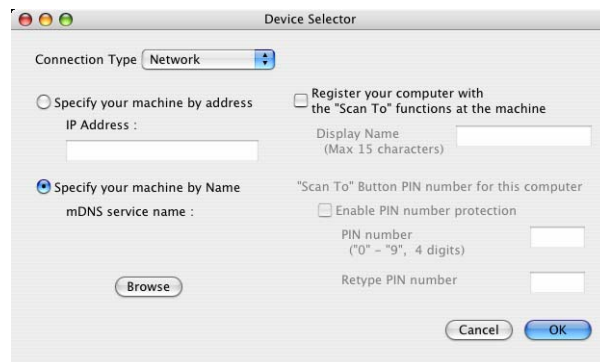 Device Selector
Connection Type Network
Specify your machine by address
IP Address :
Specify your machine by Name
mDNS service name :
Browse
Register your computer with
the "Scan To" functions at the machine
Display Name
(Max 15 characters)
"Scan To" Button PIN number for this computer
Enable PIN number protection
PIN number
("0" - "9", 4 digits)
Retype PIN number
Cancel OK